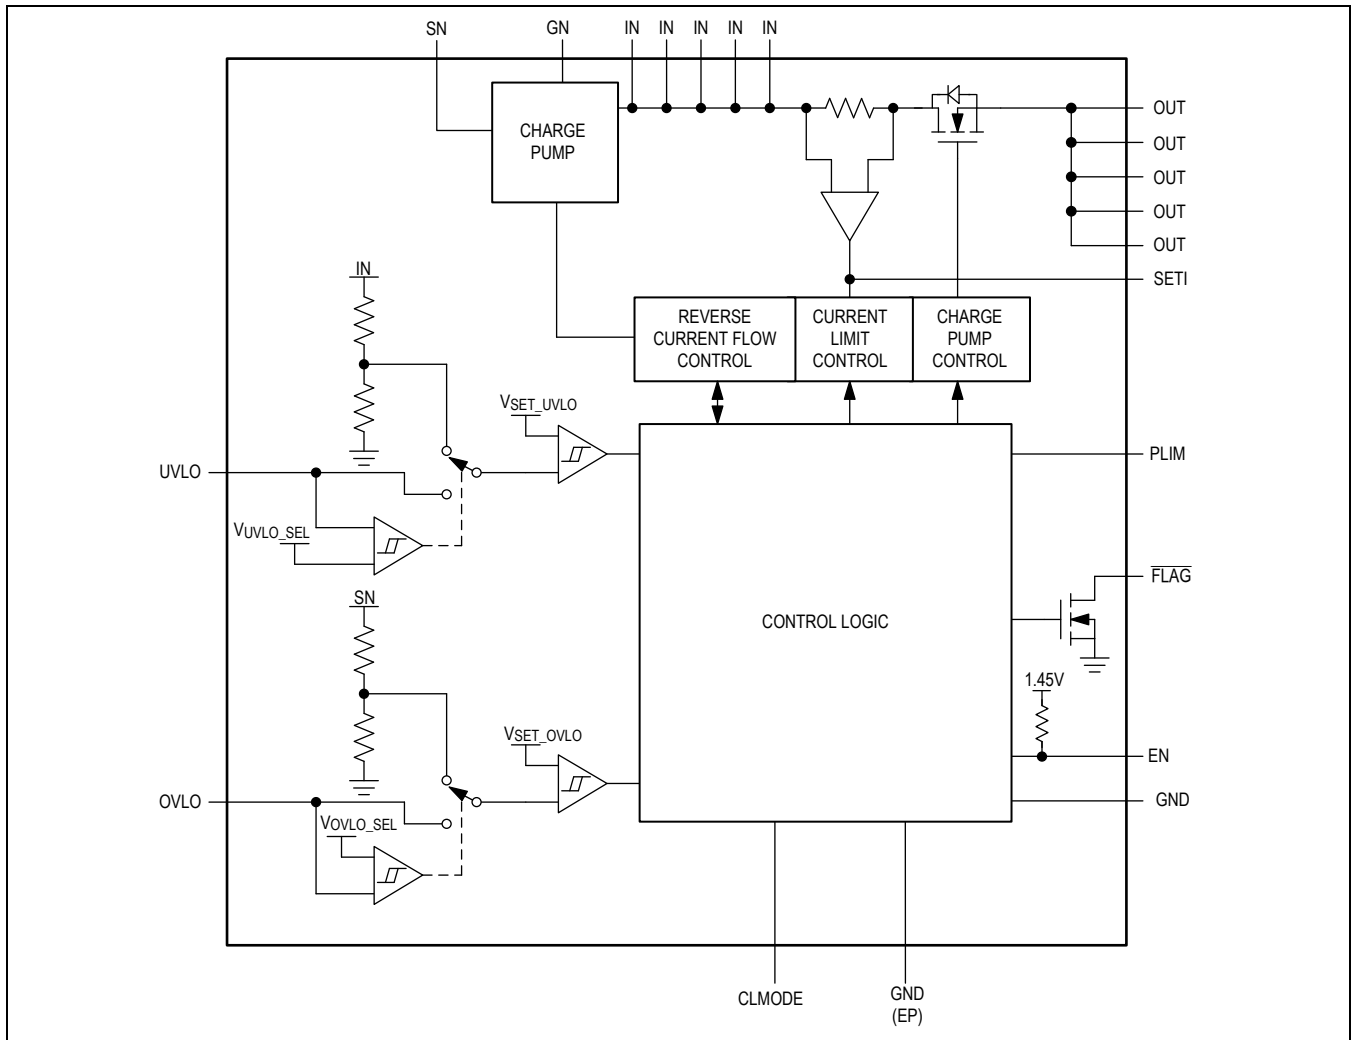 SN
GN
IN
IN
IN
IN
IN
CHARGE
PUMP
OUT
OUT
OUT
OUT
OUT
SETI
IN
REVERSE
CURRENT FLOW
CONTROL
CURRENT
LIMIT
CONTROL
CHARGE
PUMP
CONTROL
VSET_UVLO
UVLO
PLIM
VUVLO_SEL
FLAG
SN
CONTROL LOGIC
1.45V
VSET_OVLO
EN
OVLO
GND
VOVLO_SEL
CLMODE
GND
(EP)